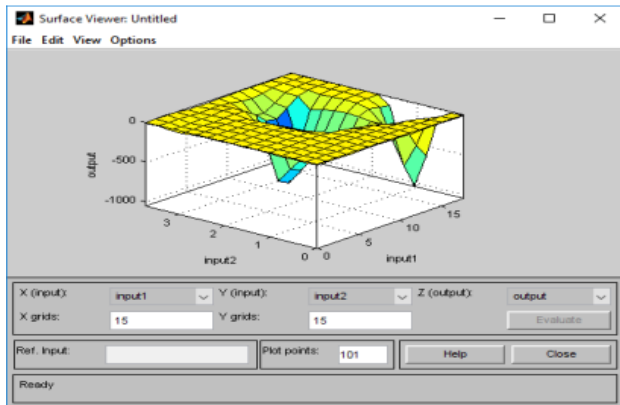 Surface Viewer: Untitled
File Edit View Options
0
-500
-1000
output
3
2
1
0
input2
0
5
10
15
input1
X (input): input1 Y (input): input2 Z (output): output
X grids: 15 Y grids: 15 Evaluate
Ref. Input: Plot points: 101 Help Close
Ready